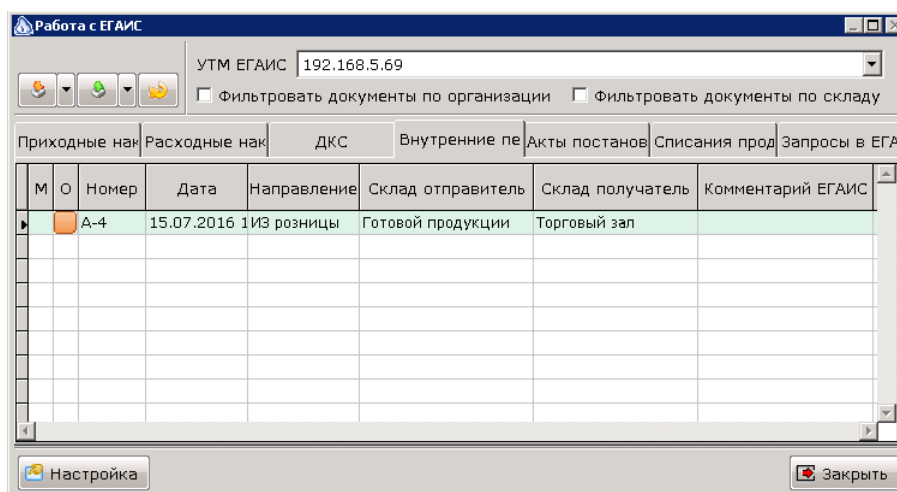 Работа с ЕГАИС
УТМ ЕГАИС 192.168.5.69
Фильтровать документы по организации Фильтровать документы по складу
Приходные нак Расходные нак ДКС Внутренние пе Акты постанов Списания прод Запросы в ЕГА
М О Номер Дата Направление Склад отправитель Склад получатель Комментарий ЕГАИС
А-4 15.07.2016 1 ИЗ розницы Готовой продукции Торговый зал
Настройка Закрыть